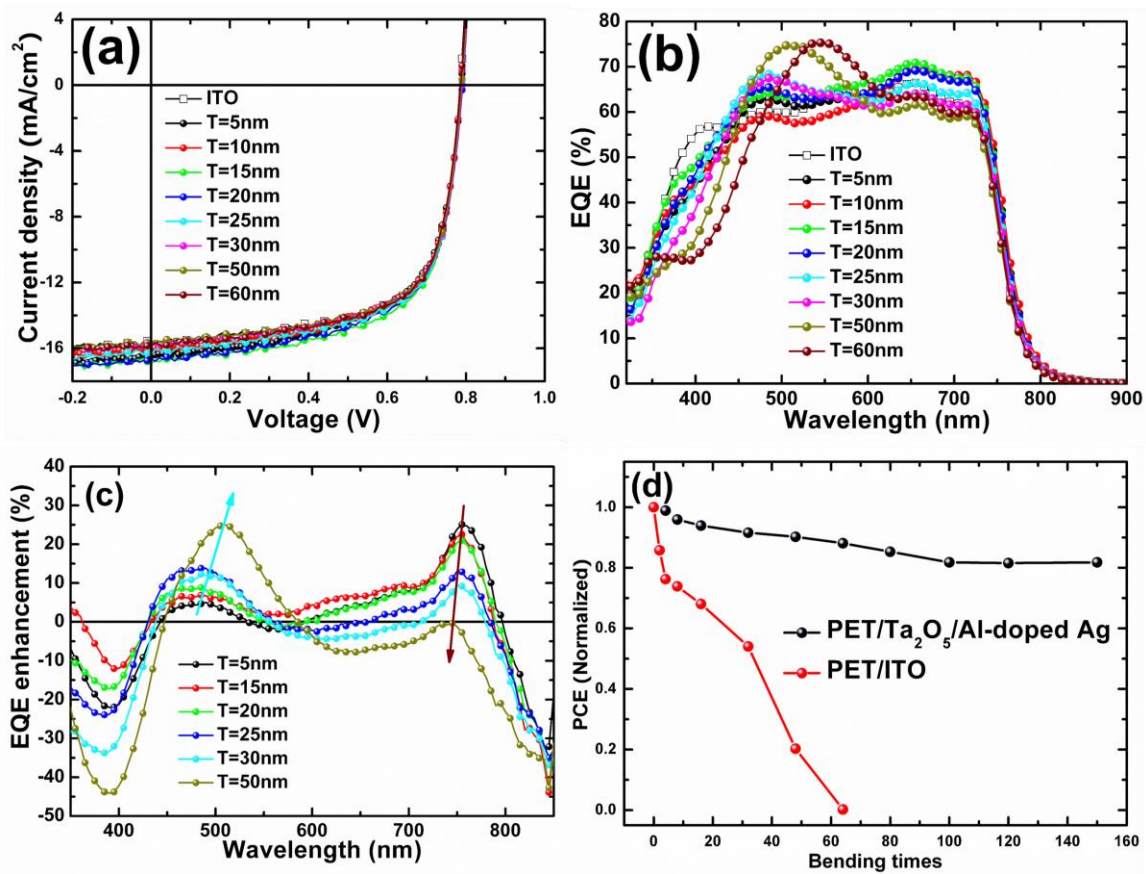 (a)
Current density (mA/cm²)
4
0
-4
-8
-12
-16
ITO
T=5nm
T=10nm
T=15nm
T=20nm
T=25nm
T=30nm
T=50nm
T=60nm
-0.2 0.0 0.2 0.4 0.6 0.8 1.0
Voltage (V)
(b)
EQE (%)
80
70
60
50
40
30
20
10
0
ITO
T=5nm
T=10nm
T=15nm
T=20nm
T=25nm
T=30nm
T=50nm
T=60nm
400 500 600 700 800 900
Wavelength (nm)
(c)
EQE enhancement (%)
40
30
20
10
0
-10
-20
-30
-40
-50
T=5nm
T=15nm
T=20nm
T=25nm
T=30nm
T=50nm
400 500 600 700 800
Wavelength (nm)
(d)
PCE (Normalized)
1.0
0.8
0.6
0.4
0.2
0.0
PET/Ta₂O₅/Al-doped Ag
PET/ITO
0 20 40 60 80 100 120 140 160
Bending times